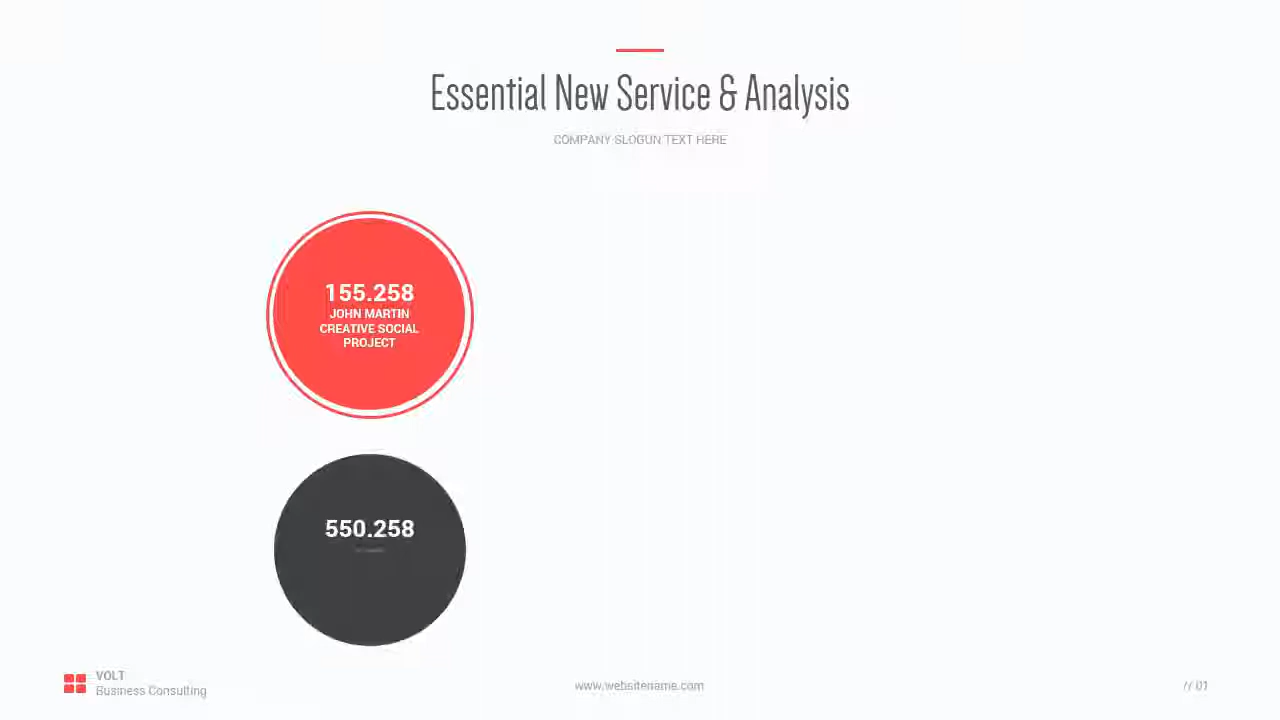 Essential New Service & Analysis
COMPANY SLOGUN TEXT HERE
155.258
JOHN MARTIN
CREATIVE SOCIAL
PROJECT
550.258
VOLT
Business Consulting
www.websitename.com
// 01